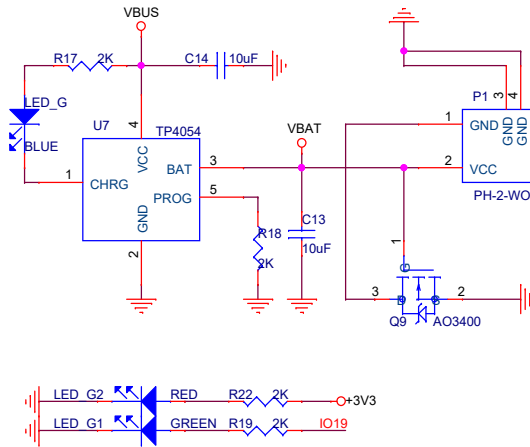 VBUS
R17 2K
C14 10uF
LED_G
BLUE
U7
TP4054
4
VCC
1
CHRG
BAT
3
PROG
5
GND
2
VBAT
C13
10uF
R18
2K
P1
3
4
1
GND
GND
GND
2
VCC
PH-2-WO
1
G
3
D
S
2
Q9
AO3400
LED_G2 RED R22 2K +3V3
LED_G1 GREEN R19 2K IO19